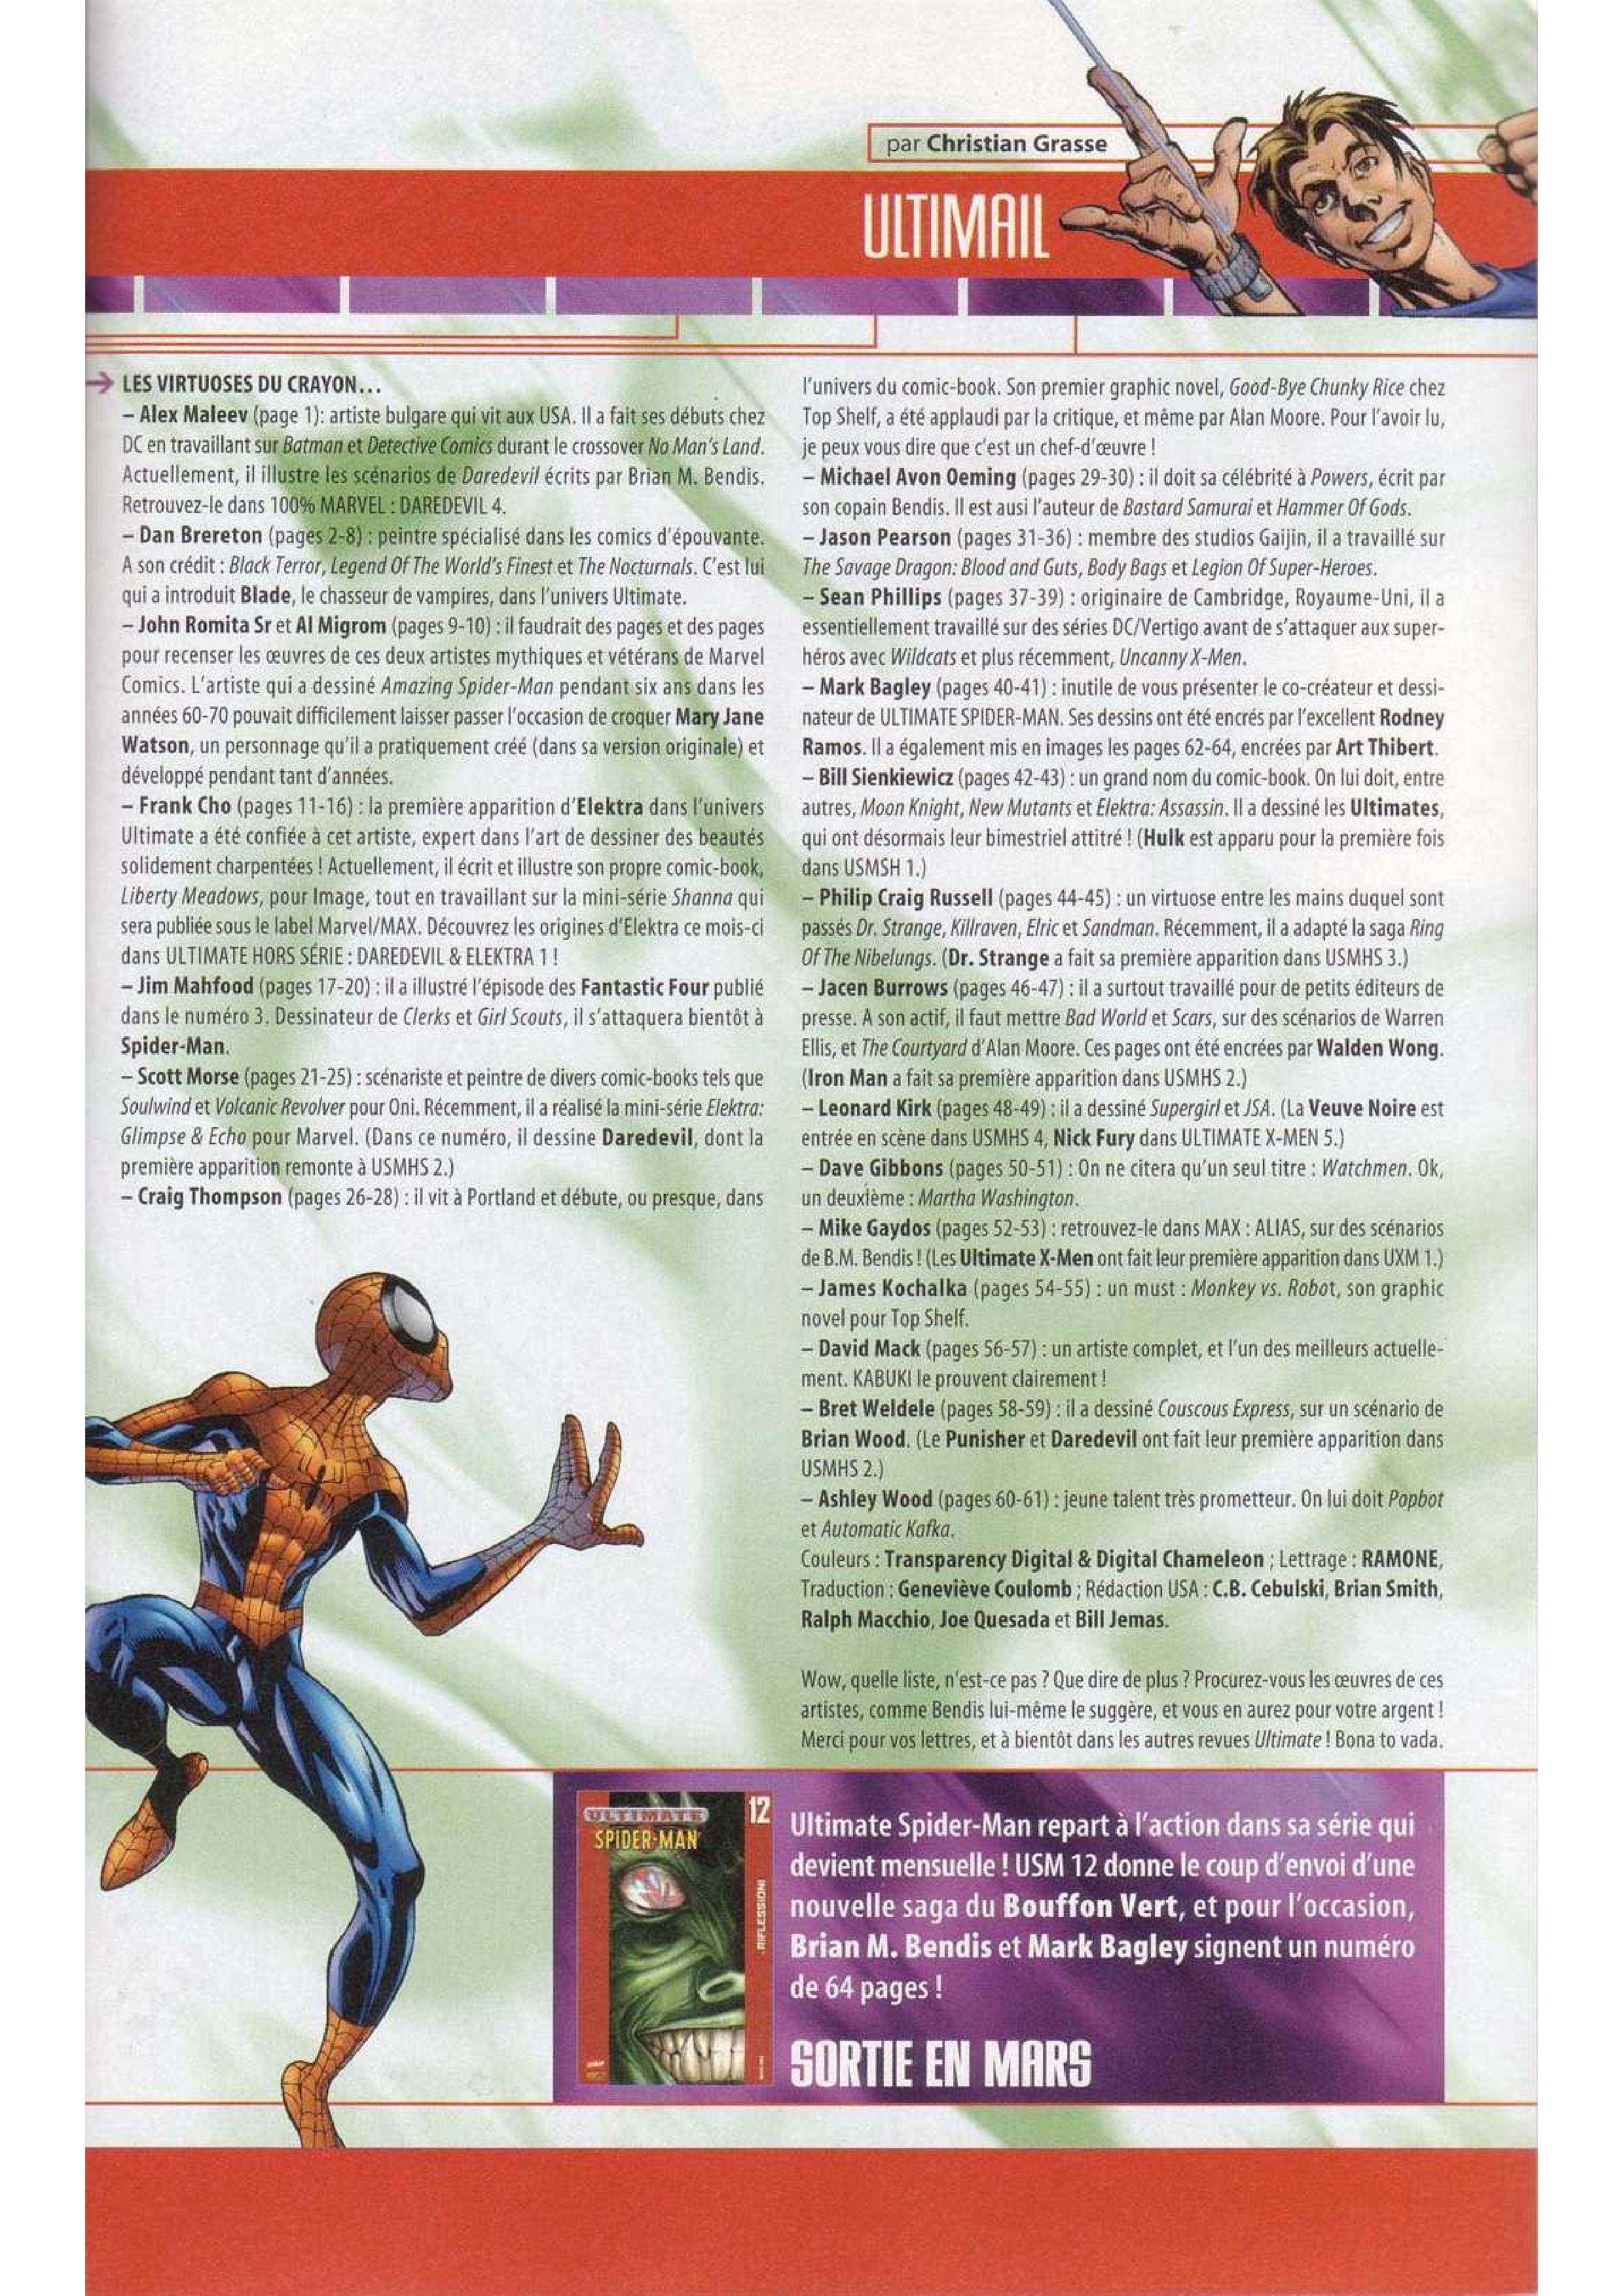 par Christian Grasse
ULTIMAIL
LES VIRTUOSES DU CRAYON...
– Alex Maleev (page 1): artiste bulgare qui vit aux USA. Il a fait ses débuts chez
DC en travaillant sur Batman et Detective Comics durant le crossover No Man's Land.
Actuellement, il illustre les scénarios de Daredevil écrits par Brian M. Bendis.
Retrouvez-le dans 100% MARVEL : DAREDEVIL 4.
– Dan Brereton (pages 2-8) : peintre spécialisé dans les comics d'épouvante.
A son crédit : Black Terror, Legend Of The World's Finest et The Nocturnals. C'est lui
qui a introduit Blade, le chasseur de vampires, dans l'univers Ultimate.
– John Romita Sr et Al Migrom (pages 9-10) : il faudrait des pages et des pages
pour recenser les œuvres de ces deux artistes mythiques et vétérans de Marvel
Comics. L'artiste qui a dessiné Amazing Spider-Man pendant six ans dans les
années 60-70 pouvait difficilement laisser passer l'occasion de croquer Mary Jane
Watson, un personnage qu'il a pratiquement créé (dans sa version originale) et
développé pendant tant d'années.
– Frank Cho (pages 11-16) : la première apparition d'Elektra dans l'univers
Ultimate a été confiée à cet artiste, expert dans l'art de dessiner des beautés
solidement charpentées ! Actuellement, il écrit et illustre son propre comic-book,
Liberty Meadows, pour Image, tout en travaillant sur la mini-série Shanna qui
sera publiée sous le label Marvel/MAX. Découvrez les origines d'Elektra ce mois-ci
dans ULTIMATE HORS SÉRIE : DAREDEVIL & ELEKTRA 1 !
– Jim Mahfood (pages 17-20) : il a illustré l'épisode des Fantastic Four publié
dans le numéro 3. Dessinateur de Clerks et Girl Scouts, il s'attaquera bientôt à
Spider-Man.
– Scott Morse (pages 21-25) : scénariste et peintre de divers comic-books tels que
Soulwind et Volcanic Revolver pour Oni. Récemment, il a réalisé la mini-série Elektra:
Glimpse & Echo pour Marvel. (Dans ce numéro, il dessine Daredevil, dont la
première apparition remonte à USMHS 2.)
– Craig Thompson (pages 26-28) : il vit à Portland et débute, ou presque, dans
l'univers du comic-book. Son premier graphic novel, Good-Bye Chunky Rice chez
Top Shelf, a été applaudi par la critique, et même par Alan Moore. Pour l'avoir lu,
je peux vous dire que c'est un chef-d'œuvre !
– Michael Avon Oeming (pages 29-30) : il doit sa célébrité à Powers, écrit par
son copain Bendis. Il est ausi l'auteur de Bastard Samurai et Hammer Of Gods.
– Jason Pearson (pages 31-36) : membre des studios Gaijin, il a travaillé sur
The Savage Dragon: Blood and Guts, Body Bags et Legion Of Super-Heroes.
– Sean Phillips (pages 37-39) : originaire de Cambridge, Royaume-Uni, il a
essentiellement travaillé sur des séries DC/Vertigo avant de s'attaquer aux super-
héros avec Wildcats et plus récemment, Uncanny X-Men.
– Mark Bagley (pages 40-41) : inutile de vous présenter le co-créateur et dessi-
nateur de ULTIMATE SPIDER-MAN. Ses dessins ont été encrés par l'excellent Rodney
Ramos. Il a également mis en images les pages 62-64, encrées par Art Thibert.
– Bill Sienkiewicz (pages 42-43) : un grand nom du comic-book. On lui doit, entre
autres, Moon Knight, New Mutants et Elektra: Assassin. Il a dessiné les Ultimates,
qui ont désormais leur bimestriel attitré ! (Hulk est apparu pour la première fois
dans USMSH 1.)
– Philip Craig Russell (pages 44-45) : un virtuose entre les mains duquel sont
passés Dr. Strange, Killraven, Elric et Sandman. Récemment, il a adapté la saga Ring
Of The Nibelungs. (Dr. Strange a fait sa première apparition dans USMHS 3.)
– Jacen Burrows (pages 46-47) : il a surtout travaillé pour de petits éditeurs de
presse. A son actif, il faut mettre Bad World et Scars, sur des scénarios de Warren
Ellis, et The Courtyard d'Alan Moore. Ces pages ont été encrées par Walden Wong.
(Iron Man a fait sa première apparition dans USMHS 2.)
– Leonard Kirk (pages 48-49) : il a dessiné Supergirl et JSA. (La Veuve Noire est
entrée en scène dans USMHS 4, Nick Fury dans ULTIMATE X-MEN 5.)
– Dave Gibbons (pages 50-51) : On ne citera qu'un seul titre : Watchmen. Ok,
un deuxième : Martha Washington.
– Mike Gaydos (pages 52-53) : retrouvez-le dans MAX : ALIAS, sur des scénarios
de B.M. Bendis ! (Les Ultimate X-Men ont fait leur première apparition dans UXM 1.)
– James Kochalka (pages 54-55) : un must : Monkey vs. Robot, son graphic
novel pour Top Shelf.
– David Mack (pages 56-57) : un artiste complet, et l'un des meilleurs actuelle-
ment. KABUKI le prouvent clairement !
– Bret Weldele (pages 58-59) : il a dessiné Couscous Express, sur un scénario de
Brian Wood. (Le Punisher et Daredevil ont fait leur première apparition dans
USMHS 2.)
– Ashley Wood (pages 60-61) : jeune talent très prometteur. On lui doit Popbot
et Automatic Kafka.
Couleurs : Transparency Digital & Digital Chameleon ; Lettrage : RAMONE,
Traduction : Geneviève Coulomb ; Rédaction USA : C.B. Cebulski, Brian Smith,
Ralph Macchio, Joe Quesada et Bill Jemas.
Wow, quelle liste, n'est-ce pas ? Que dire de plus ? Procurez-vous les œuvres de ces
artistes, comme Bendis lui-même le suggère, et vous en aurez pour votre argent !
Merci pour vos lettres, et à bientôt dans les autres revues Ultimate ! Bona to vada.
ULTIMATE
SPIDER-MAN
12
RIFLESSIONI
Ultimate Spider-Man repart à l'action dans sa série qui
devient mensuelle ! USM 12 donne le coup d'envoi d'une
nouvelle saga du Bouffon Vert, et pour l'occasion,
Brian M. Bendis et Mark Bagley signent un numéro
de 64 pages !
SORTIE EN MARS